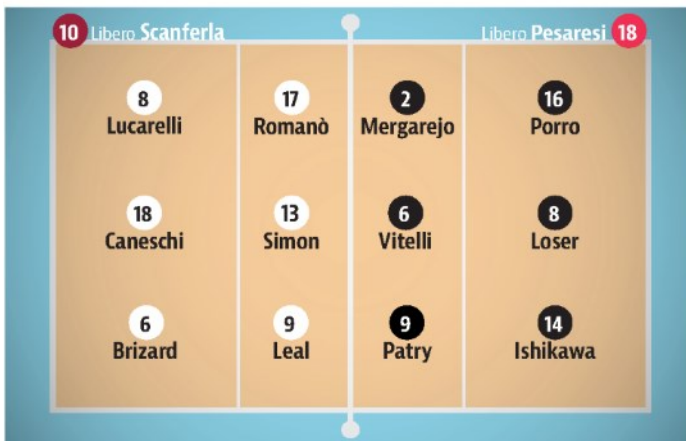 10 Libero Scanferla
Libero Pesaresi 18
8
Lucarelli
17
Romanò
2
Mergarejo
16
Porro
18
Caneschi
13
Simon
6
Vitelli
8
Loser
6
Brizard
9
Leal
9
Patry
14
Ishikawa